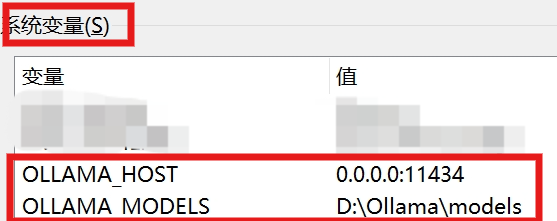 系统变量(S)
变量 值
OLLAMA_HOST 0.0.0.0:11434
OLLAMA_MODELS D:\Ollama\models